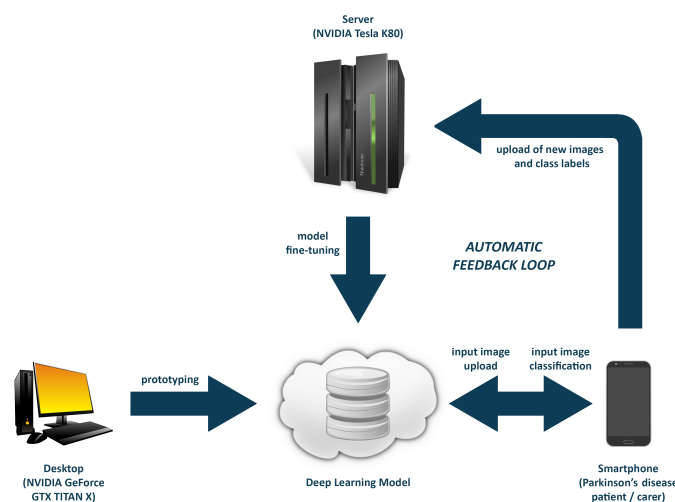 Server
(NVIDIA Tesla K80)
upload of new images
and class labels
model
fine-tuning
AUTOMATIC
FEEDBACK LOOP
prototyping
input image
upload
input image
classification
Desktop
(NVIDIA GeForce
GTX TITAN X)
Deep Learning Model
Smartphone
(Parkinson's disease
patient / carer)